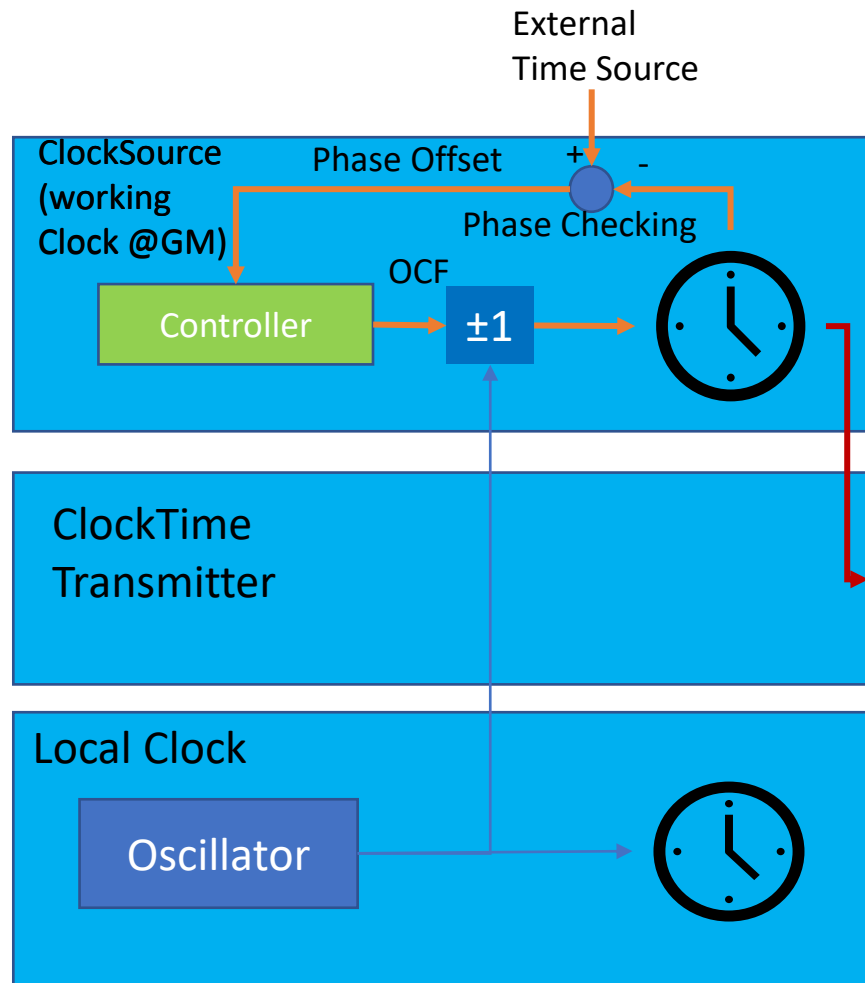 External
Time Source
ClockSource
(working
Clock @GM)
Phase Offset
+
-
Phase Checking
OCF
Controller
±1
ClockTime
Transmitter
Local Clock
Oscillator